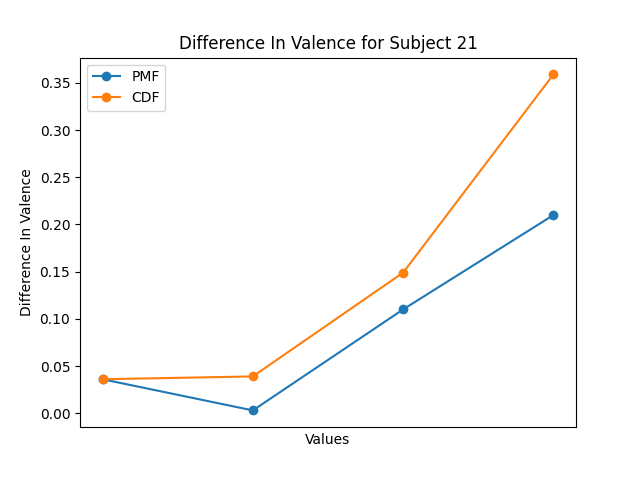 Difference In Valence for Subject 21
PMF
CDF
0.35
0.30
0.25
0.20
0.15
0.10
0.05
0.00
Difference In Valence
Values